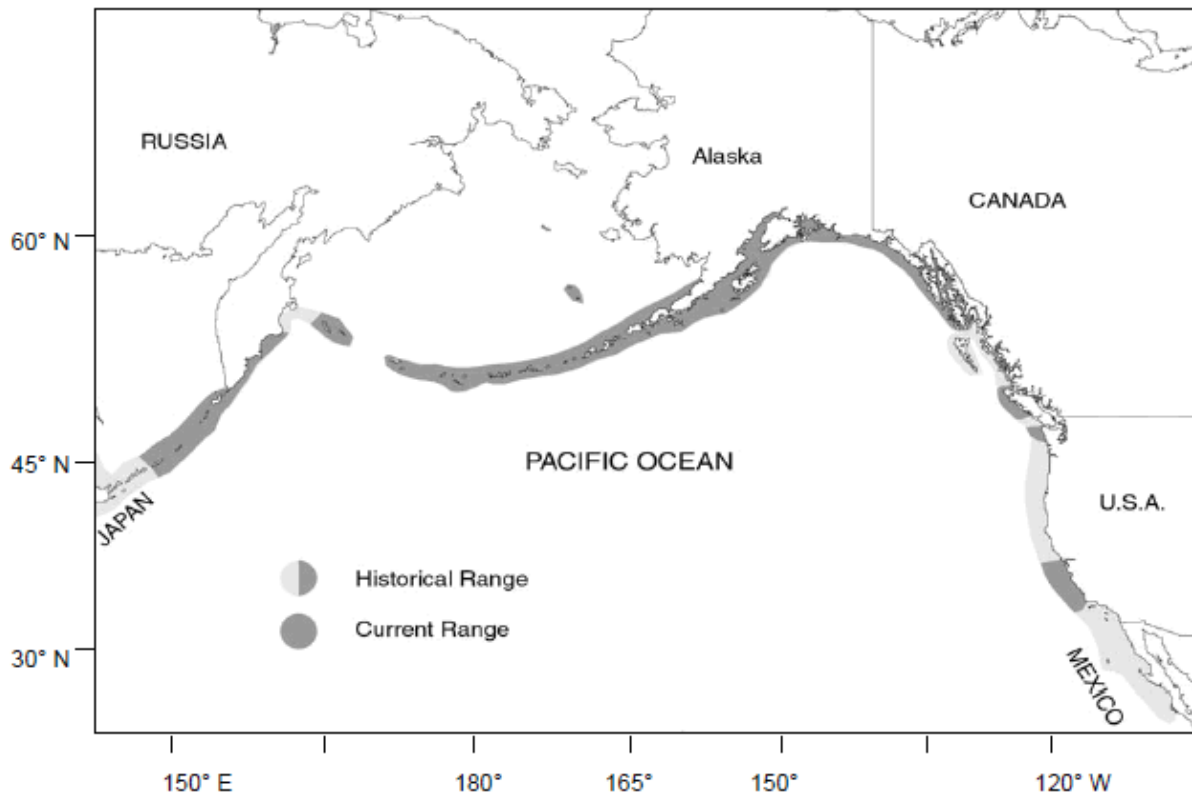 RUSSIA
Alaska
CANADA
60° N
45° N
PACIFIC OCEAN
U.S.A.
JAPAN
Historical Range
Current Range
30° N
MEXICO
150° E
180°
165°
150°
120° W